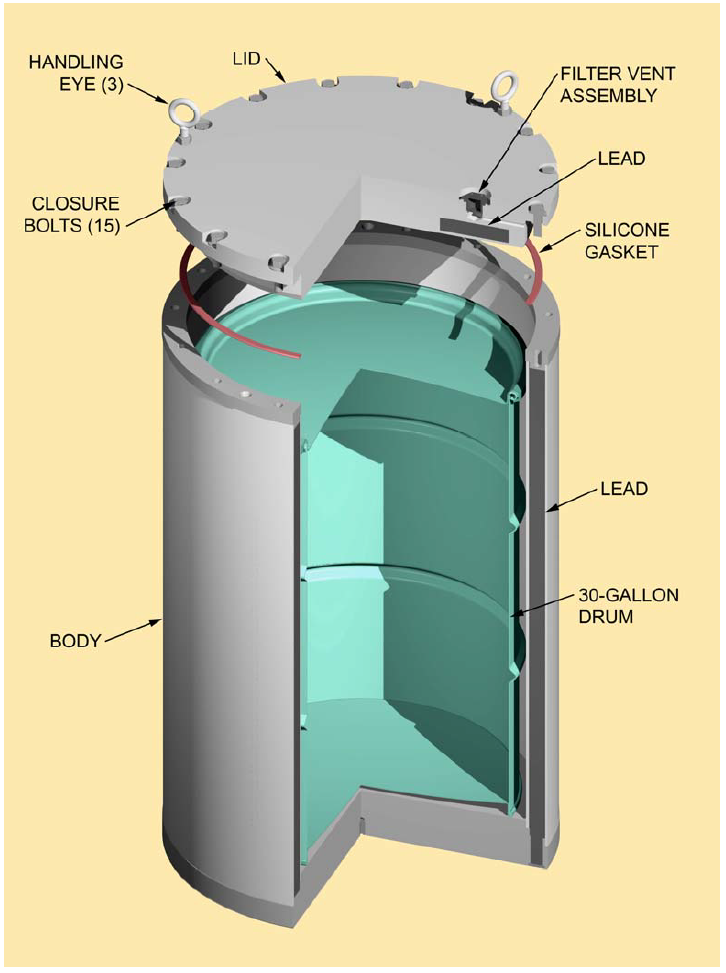 HANDLING
EYE (3)
LID
FILTER VENT
ASSEMBLY
LEAD
CLOSURE
BOLTS (15)
SILICONE
GASKET
LEAD
30-GALLON
DRUM
BODY